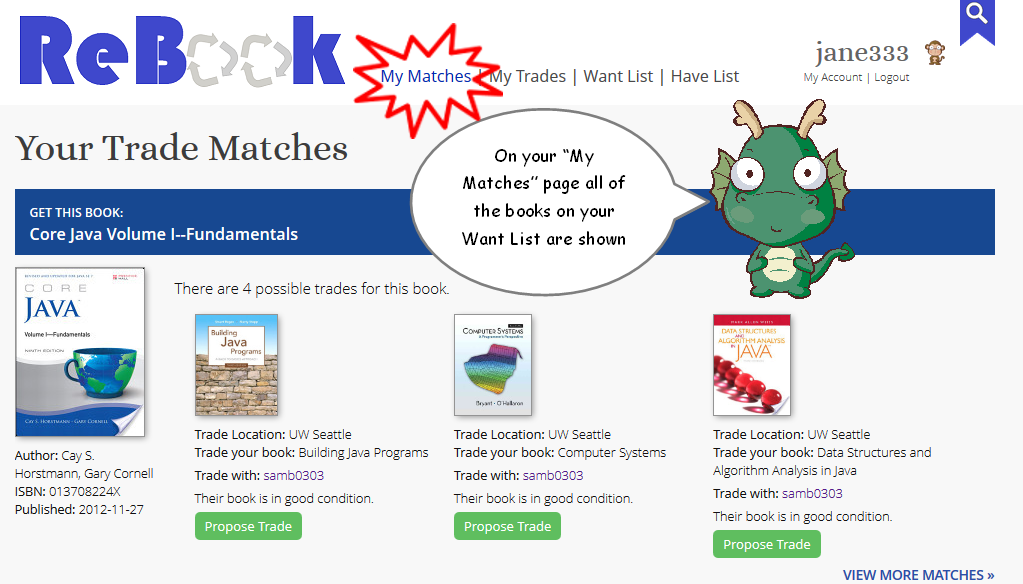 ReBook
My Matches | My Trades | Want List | Have List
jane333
My Account | Logout
Your Trade Matches
On your “My
Matches” page all of
the books on your
Want List are shown
GET THIS BOOK:
Core Java Volume I--Fundamentals
CORE
JAVA
Volume I—Fundamentals
NINTH EDITION
CAY S. HORSTMANN • GARY CORNELL
Author: Cay S.
Horstmann, Gary Cornell
ISBN: 013708224X
Published: 2012-11-27
There are 4 possible trades for this book.
Building
Java
Programs
Trade Location: UW Seattle
Trade your book: Building Java Programs
Trade with: samb0303
Their book is in good condition.
Propose Trade
COMPUTER SYSTEMS
Bryant • O'Hallaron
Trade Location: UW Seattle
Trade your book: Computer Systems
Trade with: samb0303
Their book is in good condition.
Propose Trade
DATA STRUCTURES
AND
ALGORITHM ANALYSIS
IN JAVA
Trade Location: UW Seattle
Trade your book: Data Structures and
Algorithm Analysis in Java
Trade with: samb0303
Their book is in good condition.
Propose Trade
VIEW MORE MATCHES »